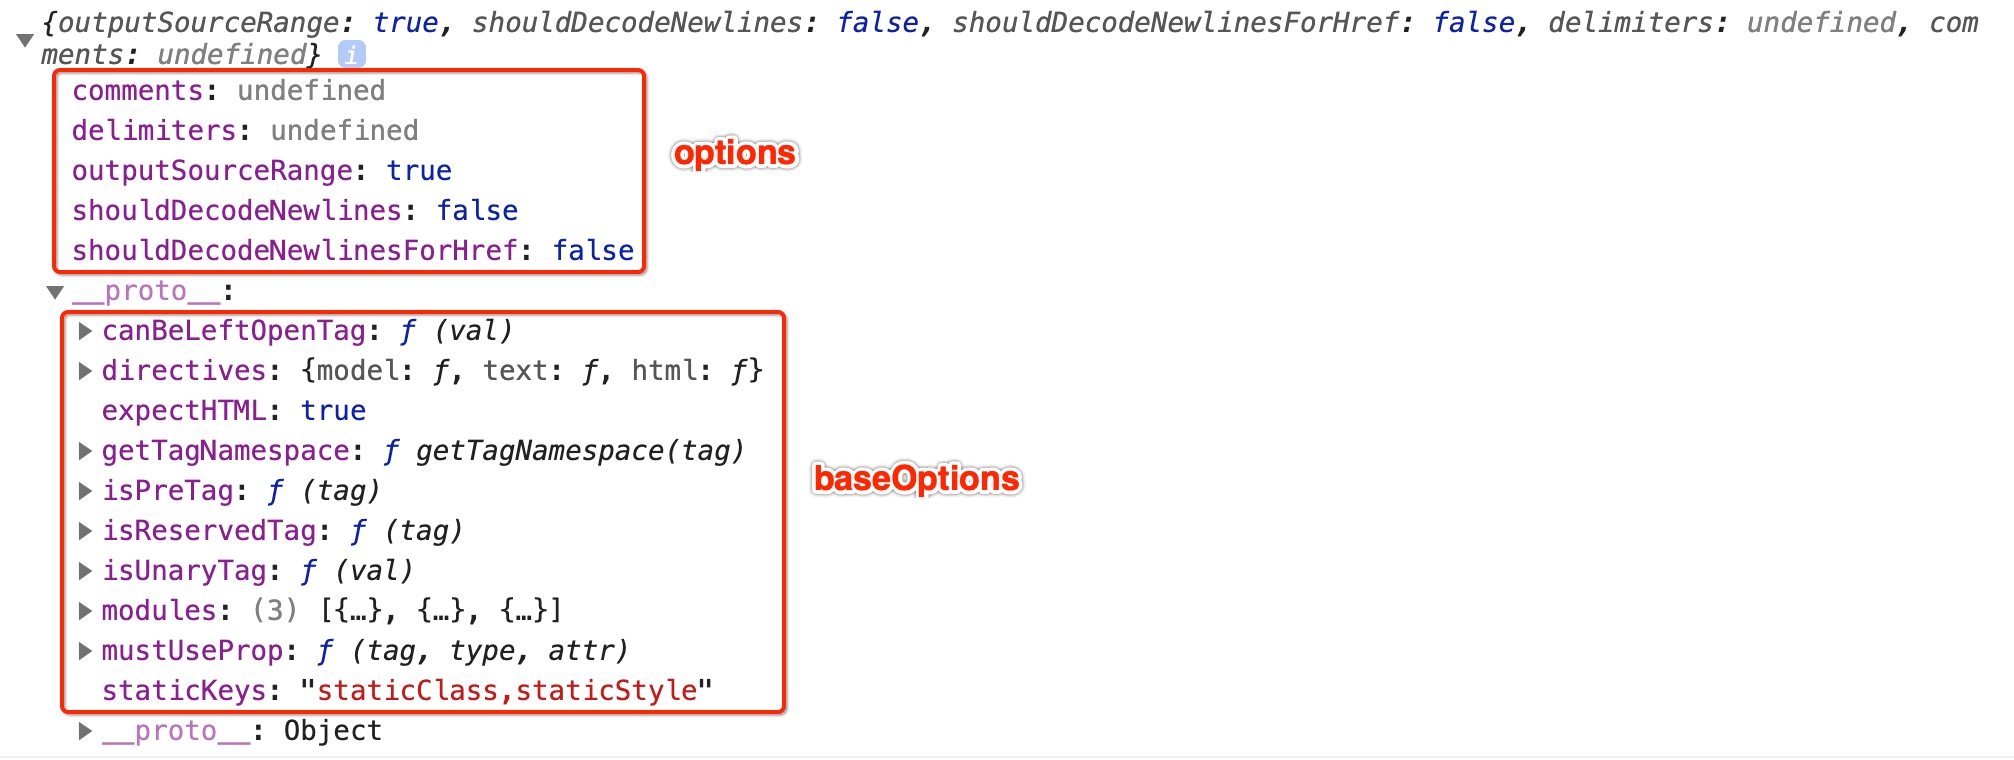 {outputSourceRange: true, shouldDecodeNewlines: false, shouldDecodeNewlinesForHref: false, delimiters: undefined, com
ments: undefined} i
comments: undefined
delimiters: undefined
options
outputSourceRange: true
shouldDecodeNewlines: false
shouldDecodeNewlinesForHref: false
__proto__:
canBeLeftOpenTag: ƒ (val)
directives: {model: ƒ, text: ƒ, html: ƒ}
expectHTML: true
getTagNamespace: ƒ getTagNamespace(tag)
baseOptions
isPreTag: ƒ (tag)
isReservedTag: ƒ (tag)
isUnaryTag: ƒ (val)
modules: (3) [{…}, {…}, {…}]
mustUseProp: ƒ (tag, type, attr)
staticKeys: "staticClass,staticStyle"
__proto__: Object